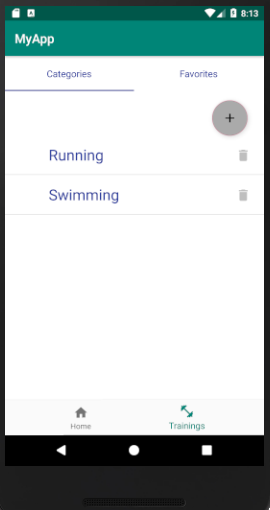 8:13
MyApp
Categories Favorites
+
Running
Swimming
Home Trainings